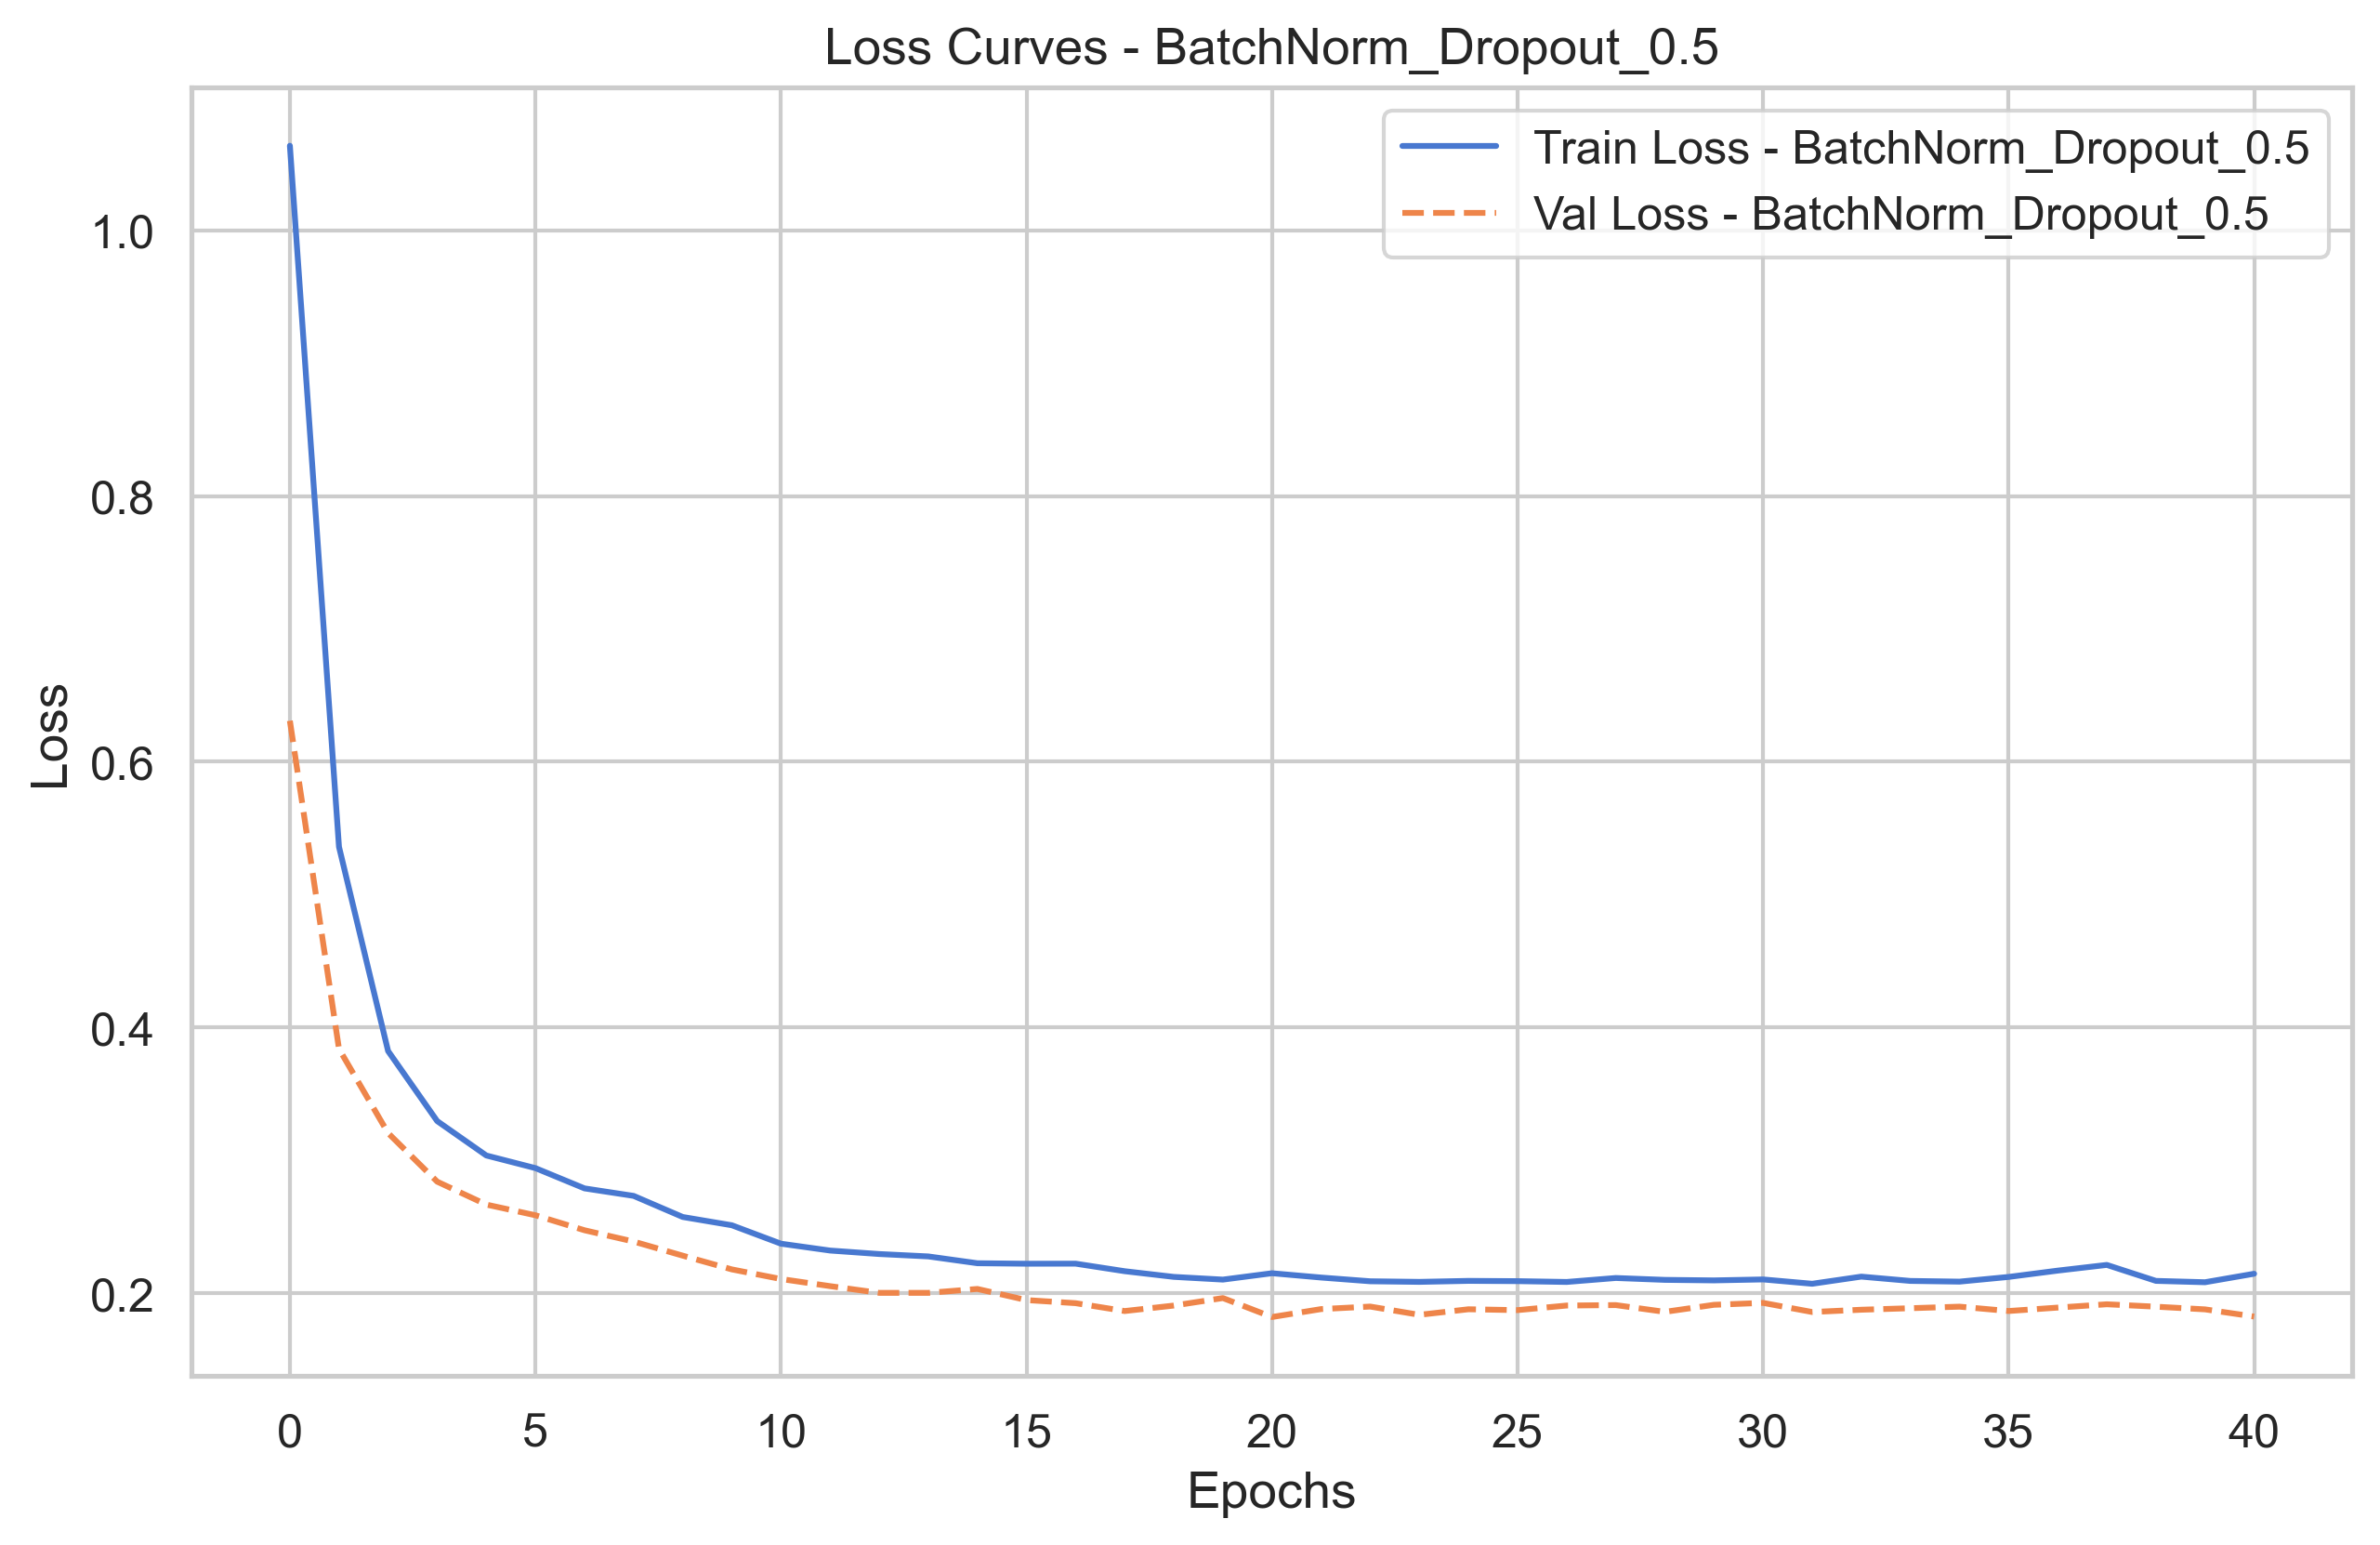 Loss Curves - BatchNorm_Dropout_0.5
Train Loss - BatchNorm_Dropout_0.5
Val Loss - BatchNorm_Dropout_0.5
1.0
0.8
0.6
0.4
0.2
Loss
0 5 10 15 20 25 30 35 40
Epochs